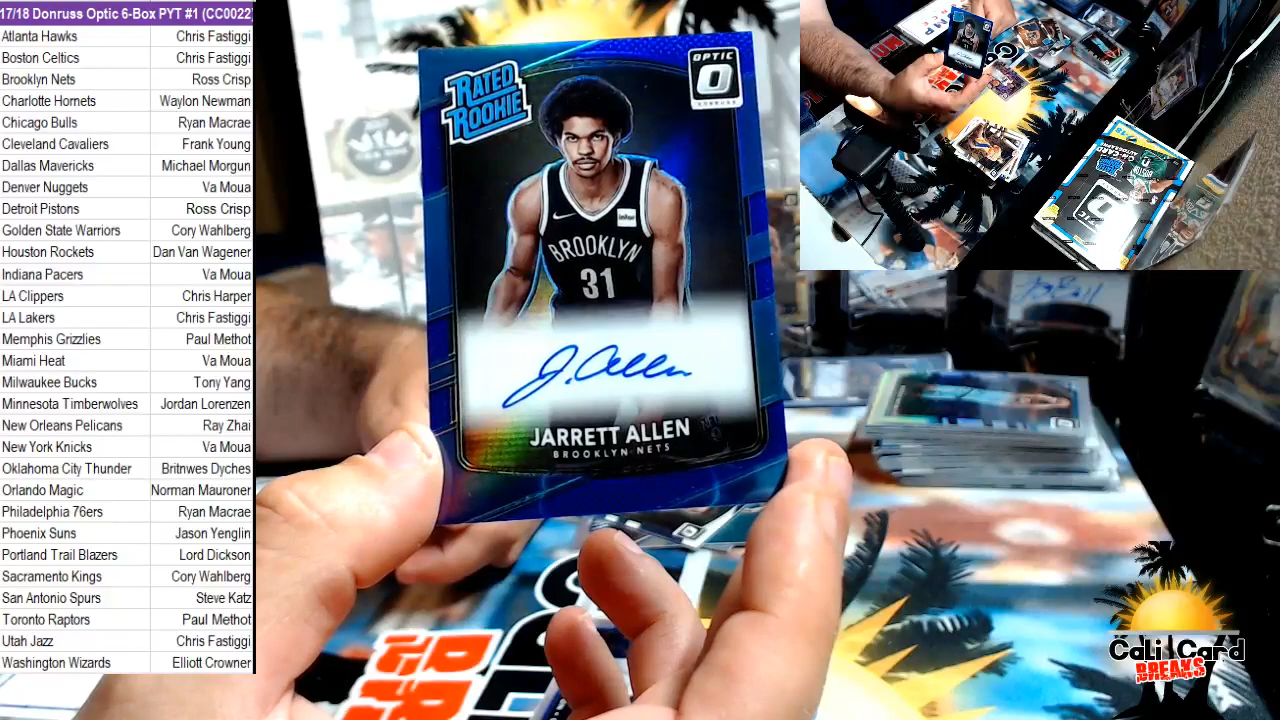 17/18 Donruss Optic 6-Box PYT #1 (CC0022)
Atlanta Hawks Chris Fastiggi
Boston Celtics Chris Fastiggi
Brooklyn Nets Ross Crisp
Charlotte Hornets Waylon Newman
Chicago Bulls Ryan Macrae
Cleveland Cavaliers Frank Young
Dallas Mavericks Michael Morgun
Denver Nuggets Va Moua
Detroit Pistons Ross Crisp
Golden State Warriors Cory Wahlberg
Houston Rockets Dan Van Wagener
Indiana Pacers Va Moua
LA Clippers Chris Harper
LA Lakers Chris Fastiggi
Memphis Grizzlies Paul Methot
Miami Heat Va Moua
Milwaukee Bucks Tony Yang
Minnesota Timberwolves Jordan Lorenzen
New Orleans Pelicans Ray Zhai
New York Knicks Va Moua
Oklahoma City Thunder Britnwes Dyches
Orlando Magic Norman Mauroner
Philadelphia 76ers Ryan Macrae
Phoenix Suns Jason Yenglin
Portland Trail Blazers Lord Dickson
Sacramento Kings Cory Wahlberg
San Antonio Spurs Steve Katz
Toronto Raptors Paul Methot
Utah Jazz Chris Fastiggi
Washington Wizards Elliott Crowner
RATED
ROOKIE
OPTIC
O
DONRUSS
BROOKLYN
31
J. Allen
JARRETT ALLEN
BROOKLYN NETS
Cali Card
BREAKS